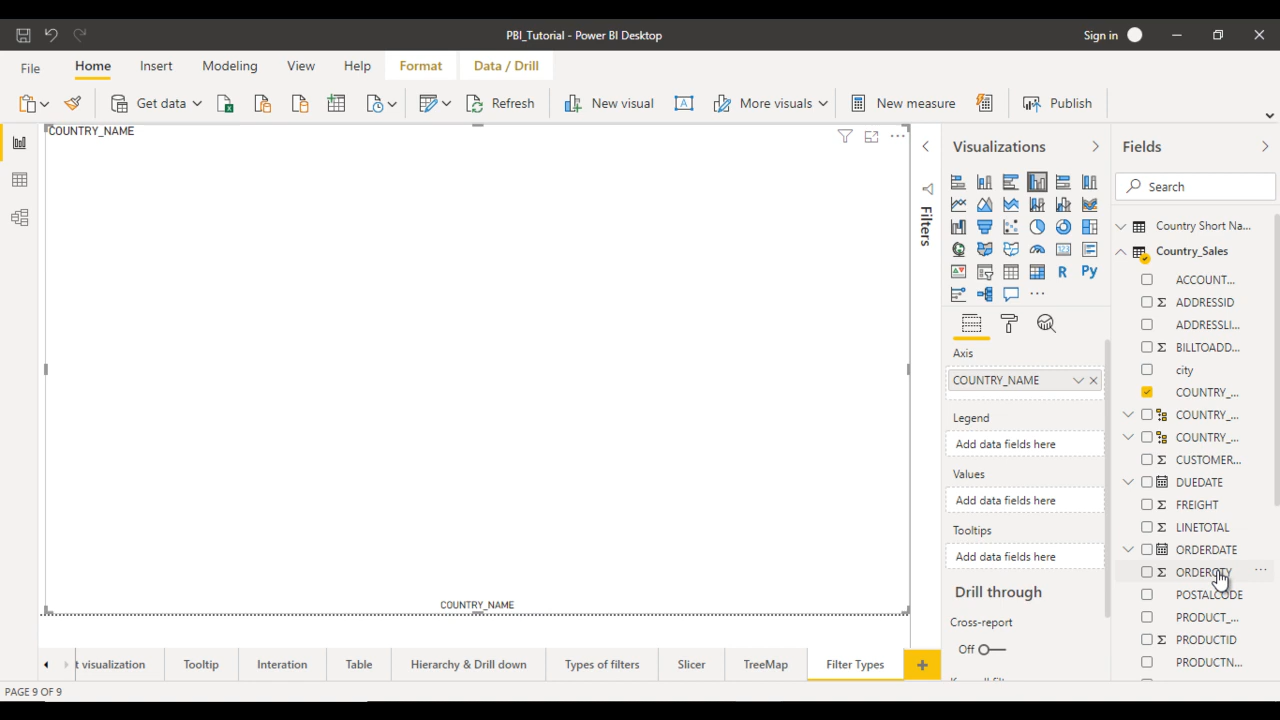 PBI_Tutorial - Power BI Desktop
Sign in
File
Home
Insert
Modeling
View
Help
Format
Data / Drill
Get data
Refresh
New visual
A
More visuals
New measure
Publish
COUNTRY_NAME
COUNTRY_NAME
Filters
Visualizations
R
Py
123
Axis
COUNTRY_NAME
Legend
Add data fields here
Values
Add data fields here
Tooltips
Add data fields here
Drill through
Cross-report
Off
Fields
Search
Country Short Na...
Country_Sales
ACCOUNT...
Σ ADDRESSID
ADDRESSLI...
Σ BILLTOADD...
city
COUNTRY_...
COUNTRY_...
COUNTRY_...
Σ CUSTOMER...
DUEDATE
Σ FREIGHT
Σ LINETOTAL
ORDERDATE
Σ ORDERQTY
POSTALCODE
PRODUCT_...
Σ PRODUCTID
PRODUCTN...
t visualization
Tooltip
Interation
Table
Hierarchy & Drill down
Types of filters
Slicer
TreeMap
Filter Types
+
PAGE 9 OF 9